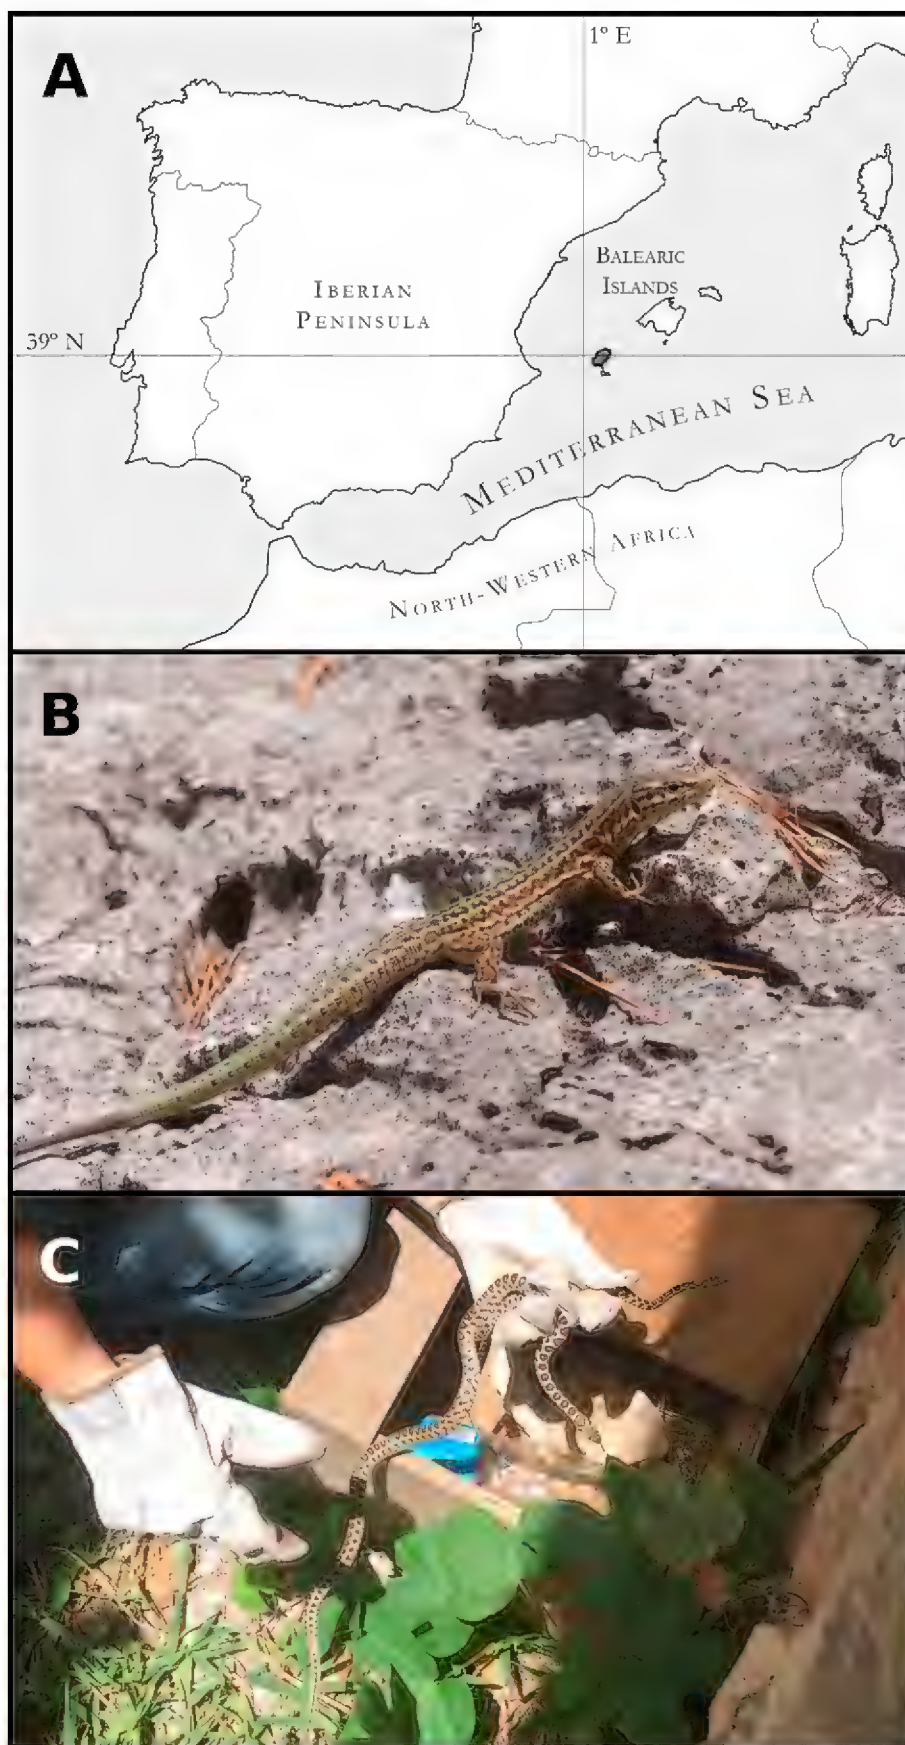 A
1° E
BALEARIC
ISLANDS
IBERIAN
PENINSULA
39° N
MEDITERRANEAN SEA
NORTH-WESTERN AFRICA
B
C